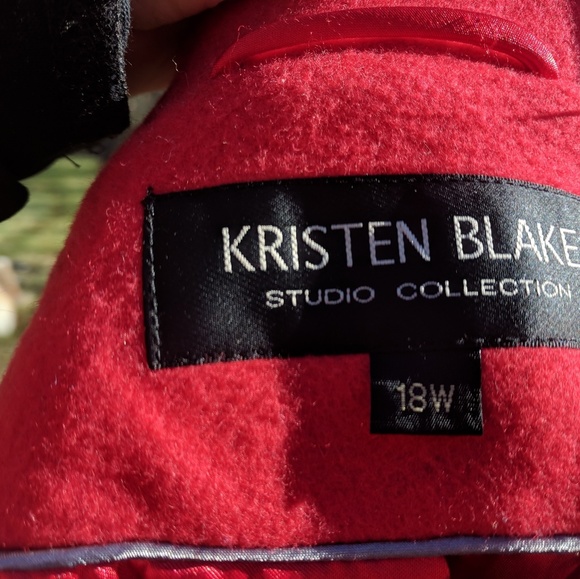 KRISTEN BLAKE
STUDIO COLLECTION
18W